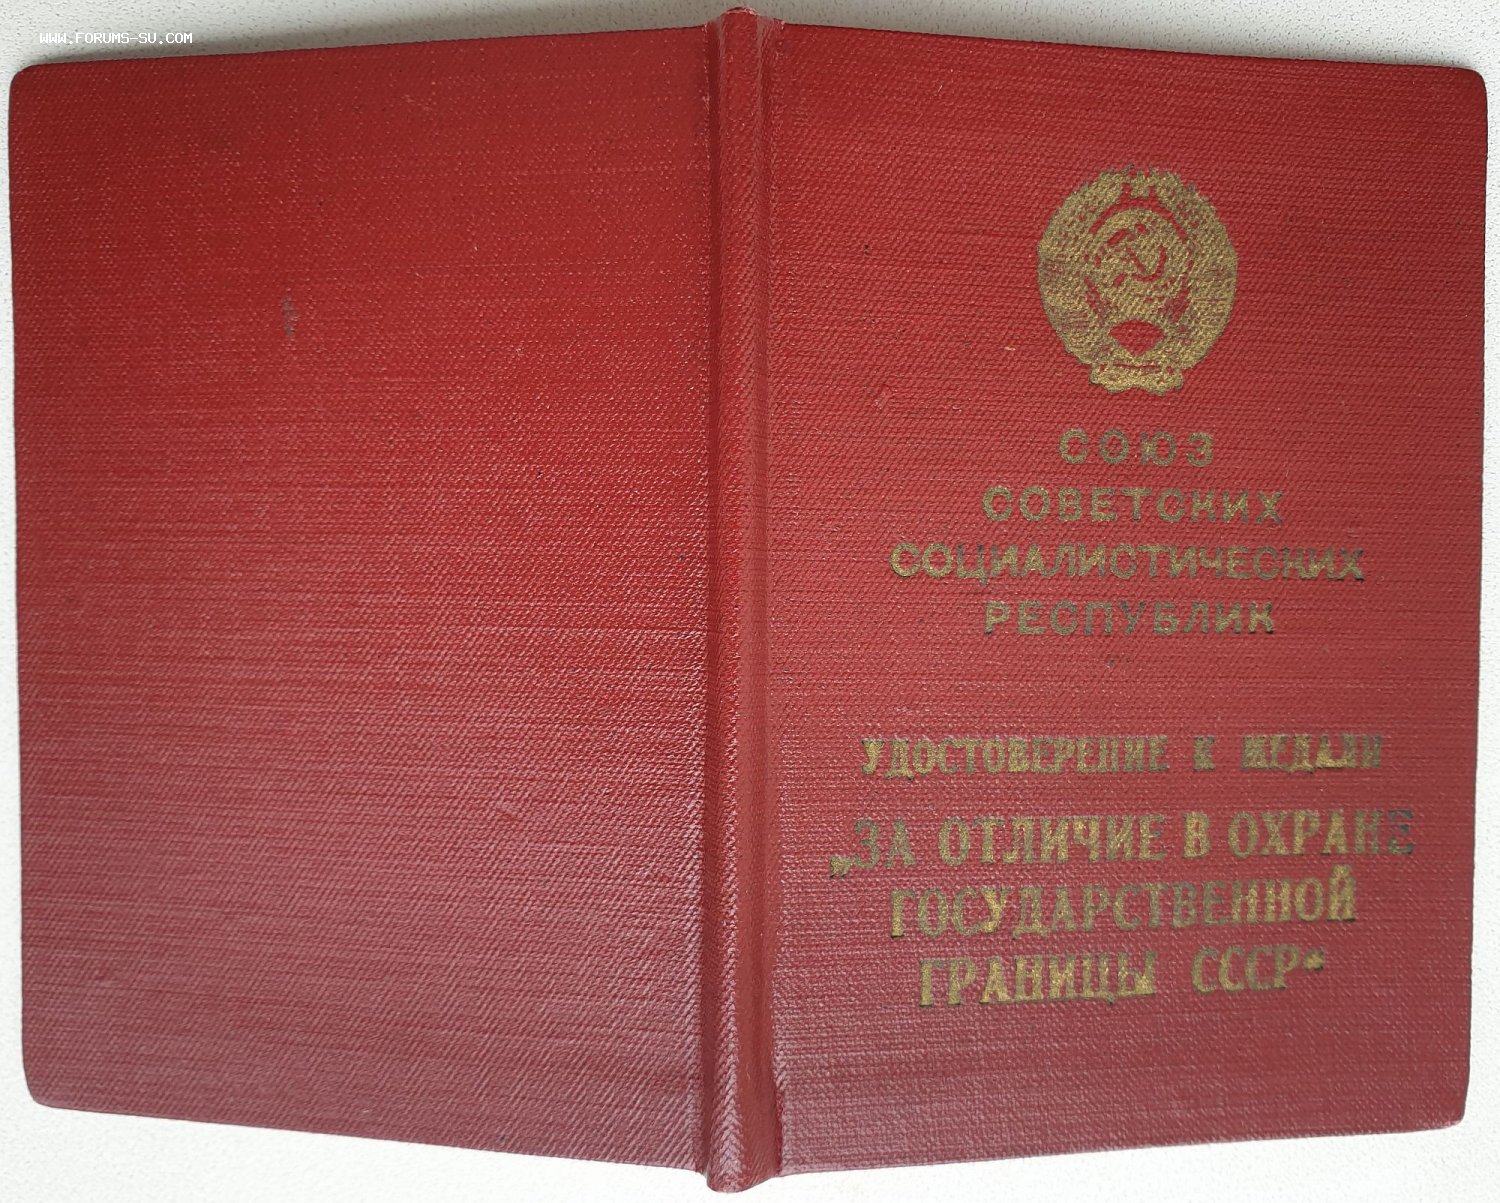 WWW.FORUMS-SU.COM
СОЮЗ
СОВЕТСКИХ
СОЦИАЛИСТИЧЕСКИХ
РЕСПУБЛИК
УДОСТОВЕРЕНИЕ К МЕДАЛИ
„ЗА ОТЛИЧИЕ В ОХРАНЕ
ГОСУДАРСТВЕННОЙ
ГРАНИЦЫ СССР“